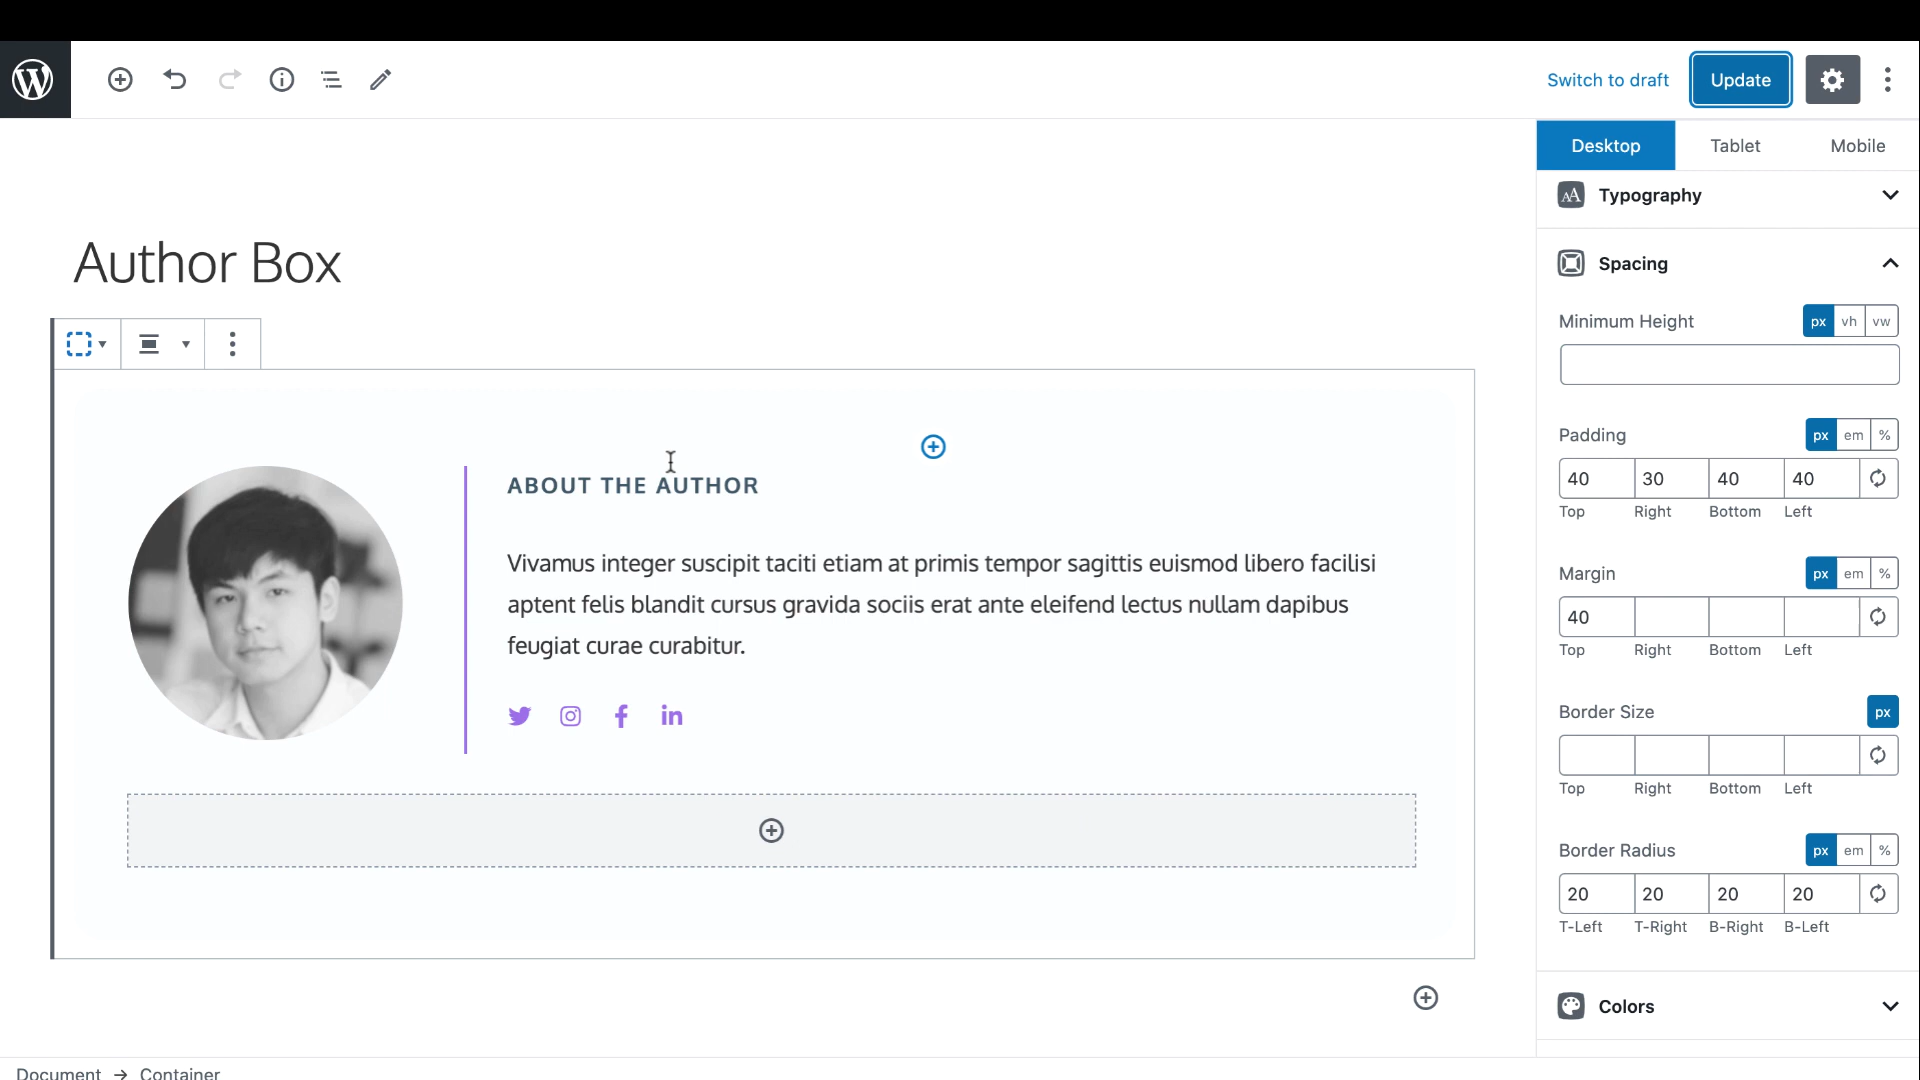 Switch to draft Update
Desktop Tablet Mobile
Typography
Spacing
Minimum Height px vh vw
Padding px em %
40 30 40 40
Top Right Bottom Left
Margin px em %
40
Top Right Bottom Left
Border Size px
Top Right Bottom Left
Border Radius px em %
20 20 20 20
T-Left T-Right B-Right B-Left
Colors
Author Box
ABOUT THE AUTHOR
Vivamus integer suscipit taciti etiam at primis tempor sagittis euismod libero facilisi
aptent felis blandit cursus gravida sociis erat ante eleifend lectus nullam dapibus
feugiat curae curabitur.
Document → Container